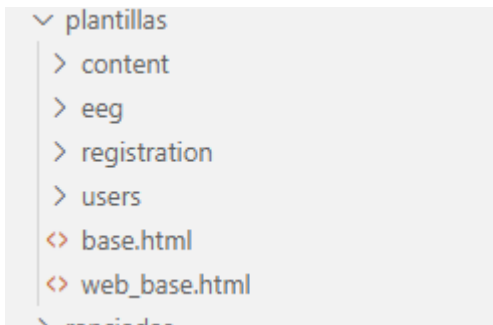 plantillas
content
eeg
registration
users
base.html
web_base.html